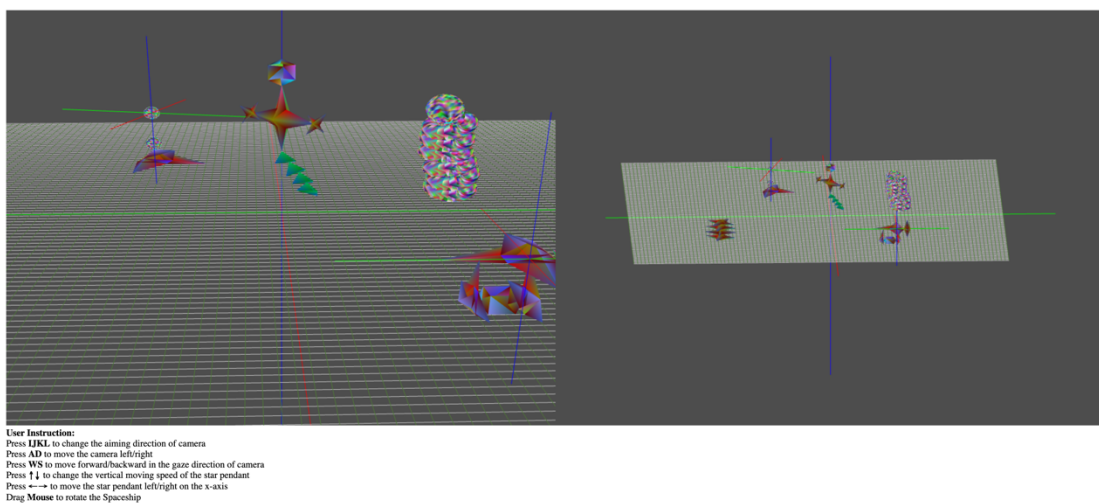 User Instruction:
Press IJKL to change the aiming direction of camera
Press AD to move the camera left/right
Press WS to move forward/backward in the gaze direction of camera
Press ↑↓ to change the vertical moving speed of the star pendant
Press ←→ to move the star pendant left/right on the x-axis
Drag Mouse to rotate the Spaceship